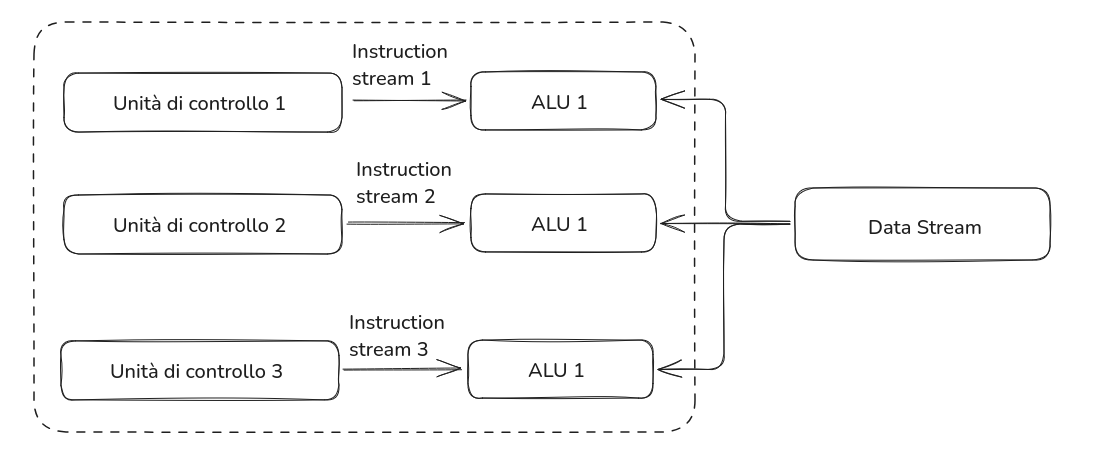 Instruction
stream 1
Unità di controllo 1
ALU 1
Instruction
stream 2
Unità di controllo 2
ALU 1
Data Stream
Instruction
stream 3
Unità di controllo 3
ALU 1